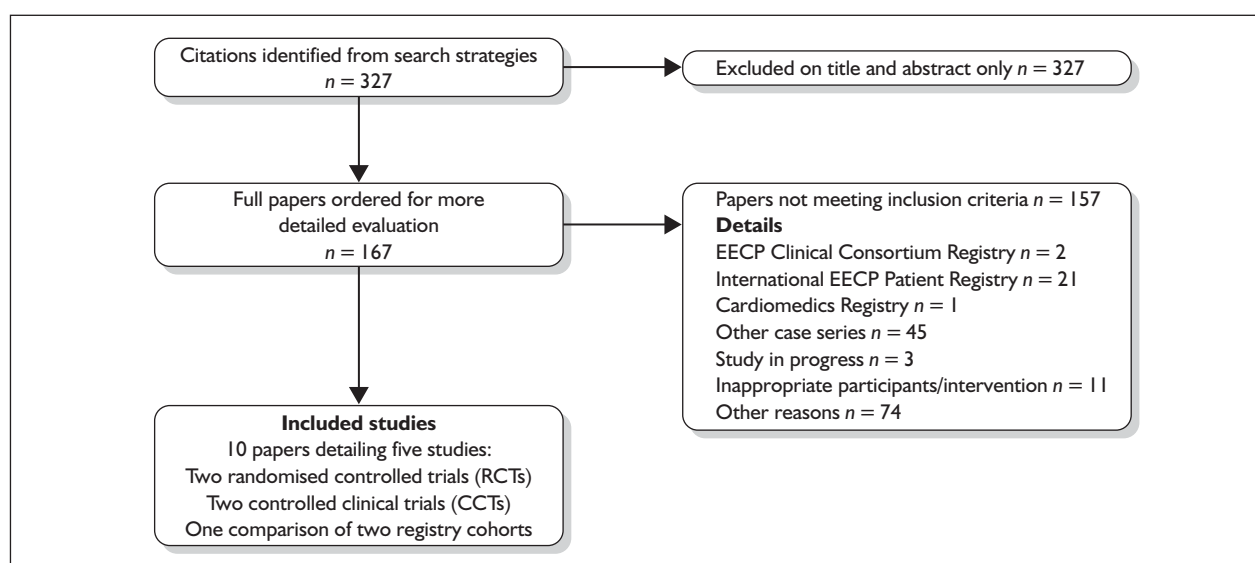 Citations identified from search strategies
n = 327
Excluded on title and abstract only n = 327
Full papers ordered for more
detailed evaluation
n = 167
Papers not meeting inclusion criteria n = 157
Details
EECP Clinical Consortium Registry n = 2
International EECP Patient Registry n = 21
Cardiomedics Registry n = 1
Other case series n = 45
Study in progress n = 3
Inappropriate participants/intervention n = 11
Other reasons n = 74
Included studies
10 papers detailing five studies:
Two randomised controlled trials (RCTs)
Two controlled clinical trials (CCTs)
One comparison of two registry cohorts